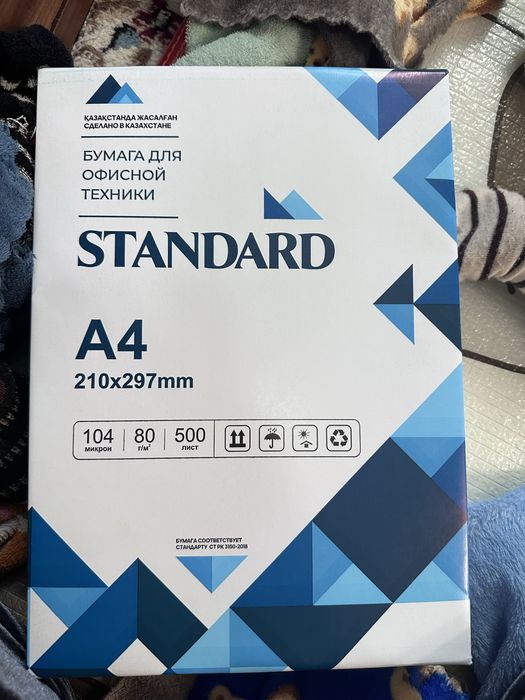 ҚАЗАҚСТАНДА ЖАСАЛҒАН
СДЕЛАНО В КАЗАХСТАНЕ
БУМАГА ДЛЯ
ОФИСНОЙ
ТЕХНИКИ
STANDARD
A4
210x297mm
104 80 500
микрон г/м² лист
БУМАГА СООТВЕТСТВУЕТ
СТАНДАРТУ СТ РК 3150-2018